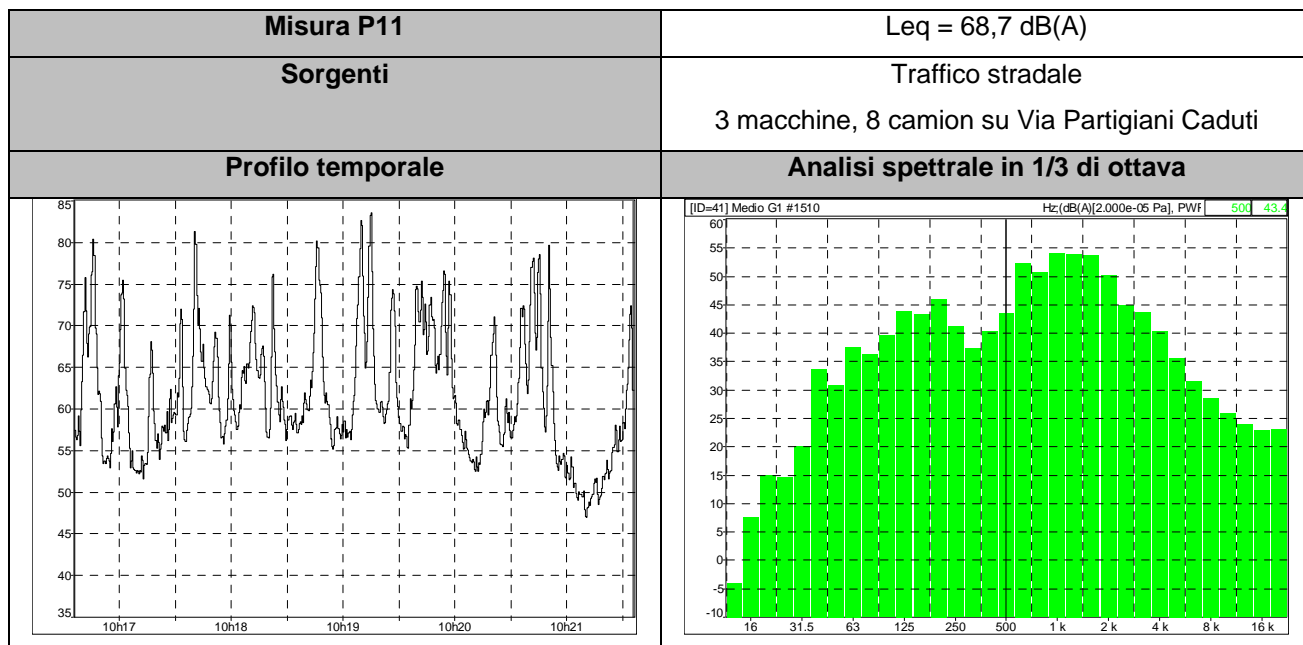 Misura P11
Leq = 68,7 dB(A)
Sorgenti
Traffico stradale
3 macchine, 8 camion su Via Partigiani Caduti
Profilo temporale
Analisi spettrale in 1/3 di ottava
85
80
75
70
65
60
55
50
45
40
35
10h17 10h18 10h19 10h20 10h21
[ID=41] Medio G1 #1510 Hz;(dB(A)[2.000e-05 Pa], PWR 500 43.4
60
55
50
45
40
35
30
25
20
15
10
5
0
-5
-10
16 31.5 63 125 250 500 1 k 2 k 4 k 8 k 16 k